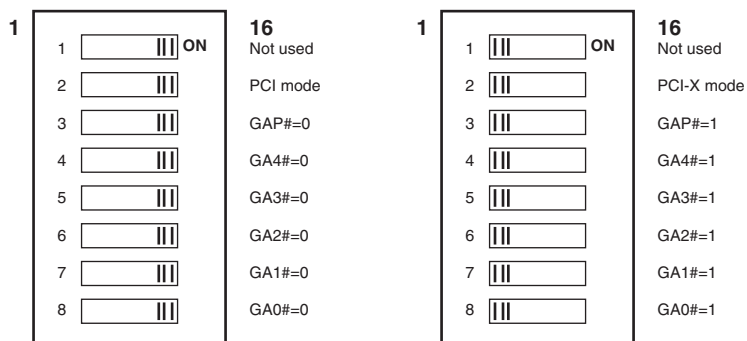 1 16
1 ON Not used
2 PCI mode
3 GAP#=0
4 GA4#=0
5 GA3#=0
6 GA2#=0
7 GA1#=0
8 GA0#=0
1 16
1 ON Not used
2 PCI-X mode
3 GAP#=1
4 GA4#=1
5 GA3#=1
6 GA2#=1
7 GA1#=1
8 GA0#=1